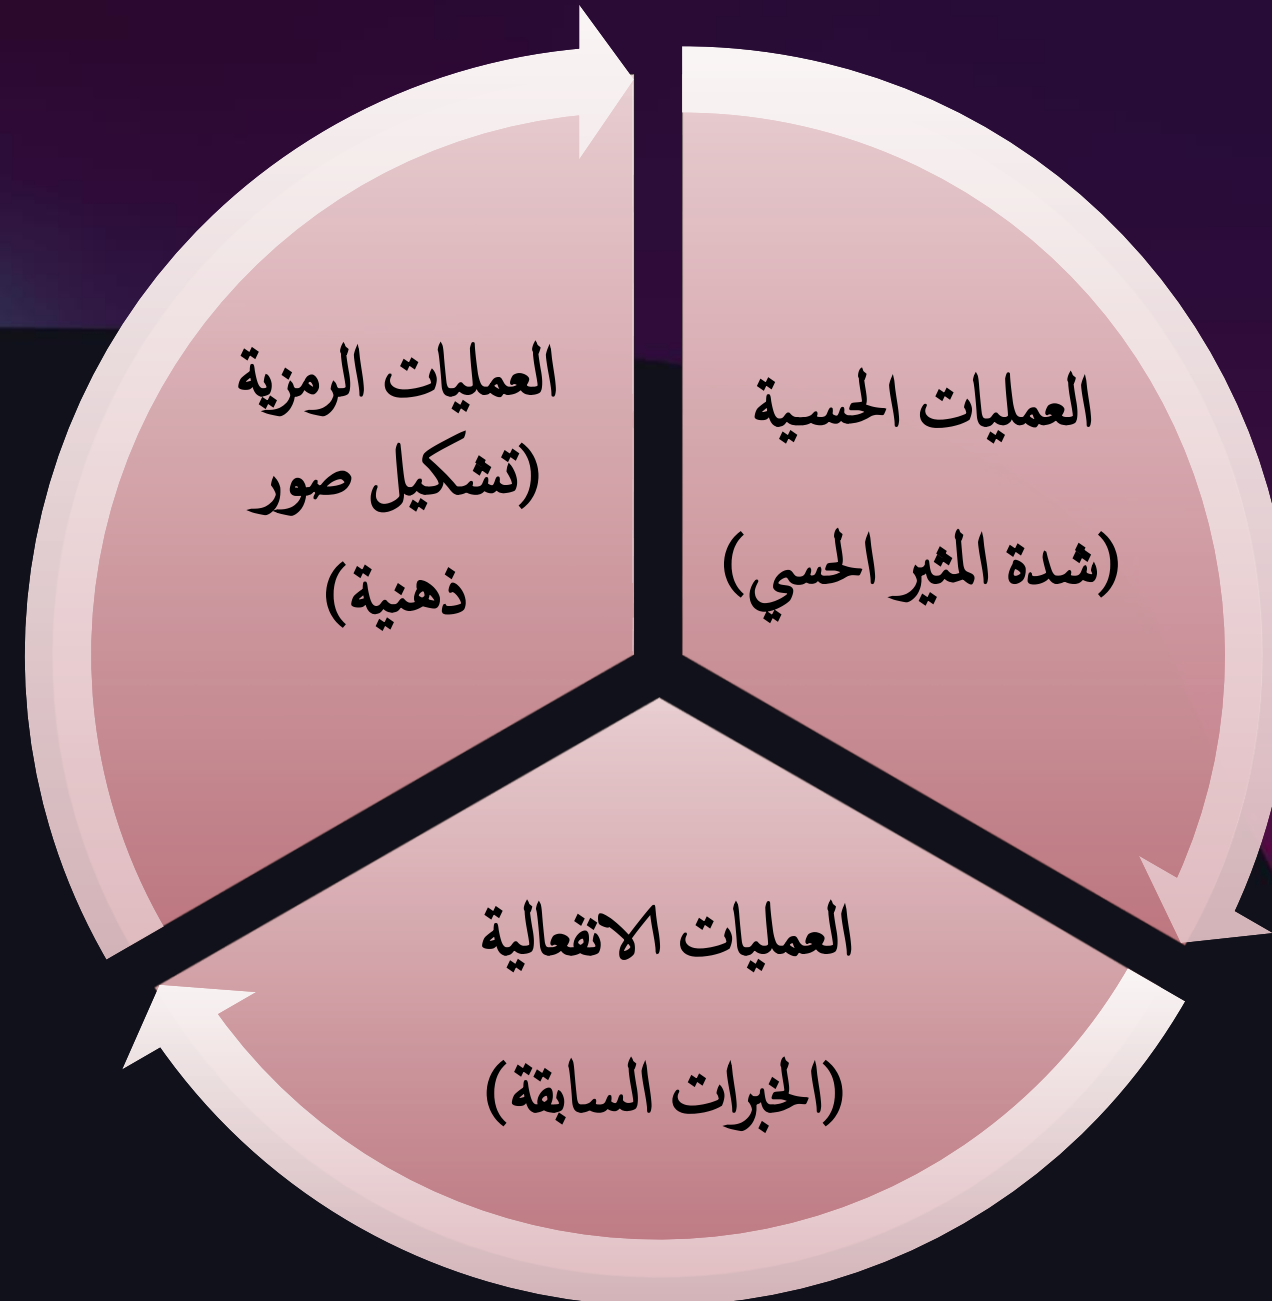 العمليات الحسية
(شدة المثير الحسي)
العمليات الانفعالية
(الخبرات السابقة)
العمليات الرمزية
(تشكيل صور
ذهنية)